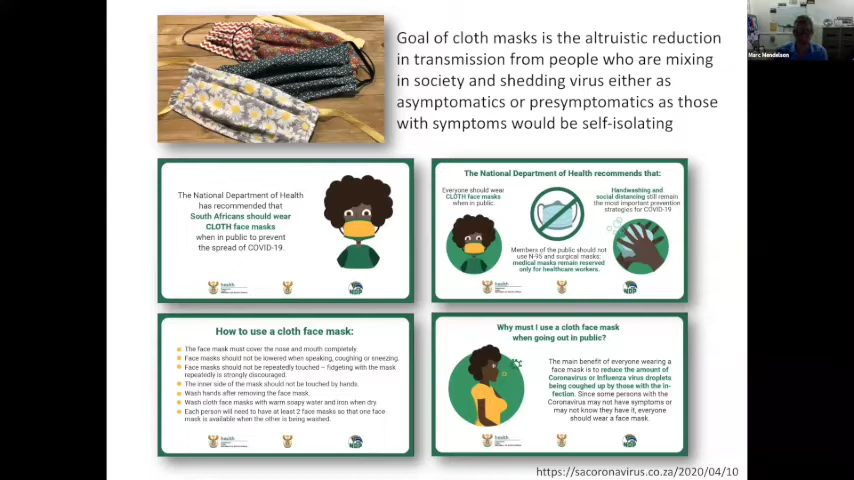 Goal of cloth masks is the altruistic reduction
in transmission from people who are mixing
in society and shedding virus either as
asymptomatics or presymptomatics as those
with symptoms would be self-isolating
Marc Mendelson
The National Department of Health
has recommended that
South Africans should wear
CLOTH face masks
when in public to prevent
the spread of COVID-19.
health
NDP
The National Department of Health recommends that:
Everyone should wear
CLOTH face masks
when in public.
Members of the public should not
use N-95 and surgical masks;
medical masks remain reserved
only for healthcare workers.
Handwashing and
social distancing still remain
the most important prevention
strategies for COVID-19
health
NDP
How to use a cloth face mask:
The face mask must cover the nose and mouth completely.
Face masks should not be lowered when speaking, coughing or sneezing.
Face masks should not be repeatedly touched – fidgeting with the mask
repeatedly is strongly discouraged.
The inner side of the mask should not be touched by hands.
Wash hands after removing the face mask.
Wash cloth face masks with warm soapy water and iron when dry.
Each person will need to have at least 2 face masks so that one face
mask is available when the other is being washed.
health
NDP
Why must I use a cloth face mask
when going out in public?
The main benefit of everyone wearing a
face mask is to reduce the amount of
Coronavirus or Influenza virus droplets
being coughed up by those with the in-
fection. Since some persons with the
Coronavirus may not have symptoms or
may not know they have it, everyone
should wear a face mask.
health
NDP
https://sacoronavirus.co.za/2020/04/10